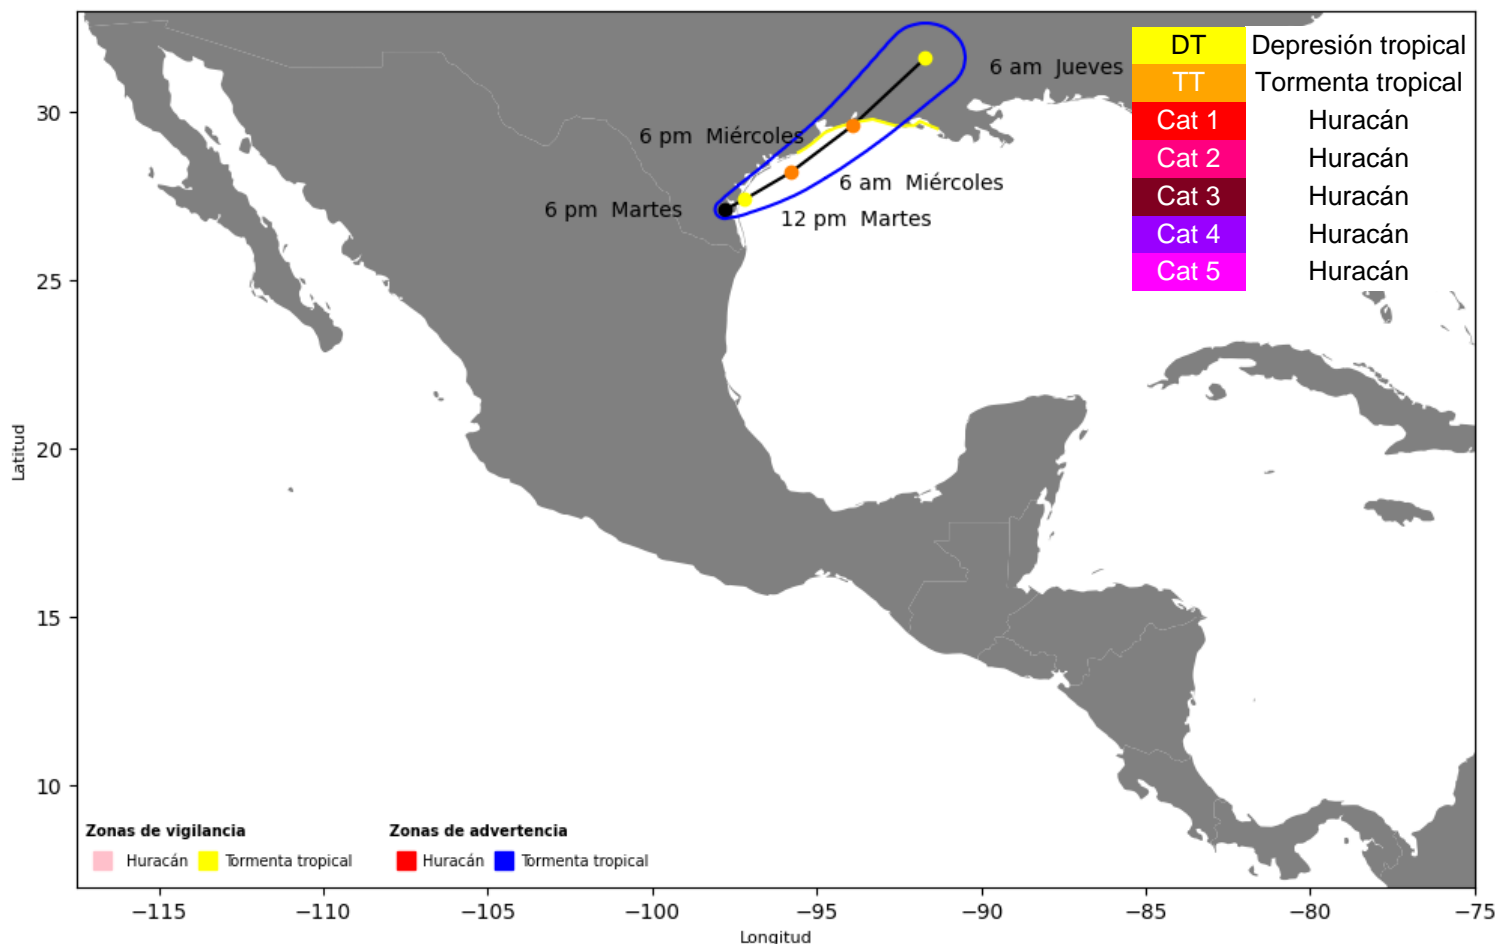 DT Depresión tropical
TT Tormenta tropical
Cat 1 Huracán
Cat 2 Huracán
Cat 3 Huracán
Cat 4 Huracán
Cat 5 Huracán
6 am Jueves
6 pm Miércoles
6 am Miércoles
6 pm Martes
12 pm Martes
30
25
20
15
10
Latitud
Zonas de vigilancia
Huracán
Tormenta tropical
Zonas de advertencia
Huracán
Tormenta tropical
−115 −110 −105 −100 −95 −90 −85 −80 −75
Longitud